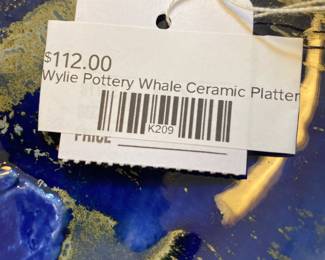 $112.00
Wylie Pottery Whale Ceramic Platter
K209
PRICE